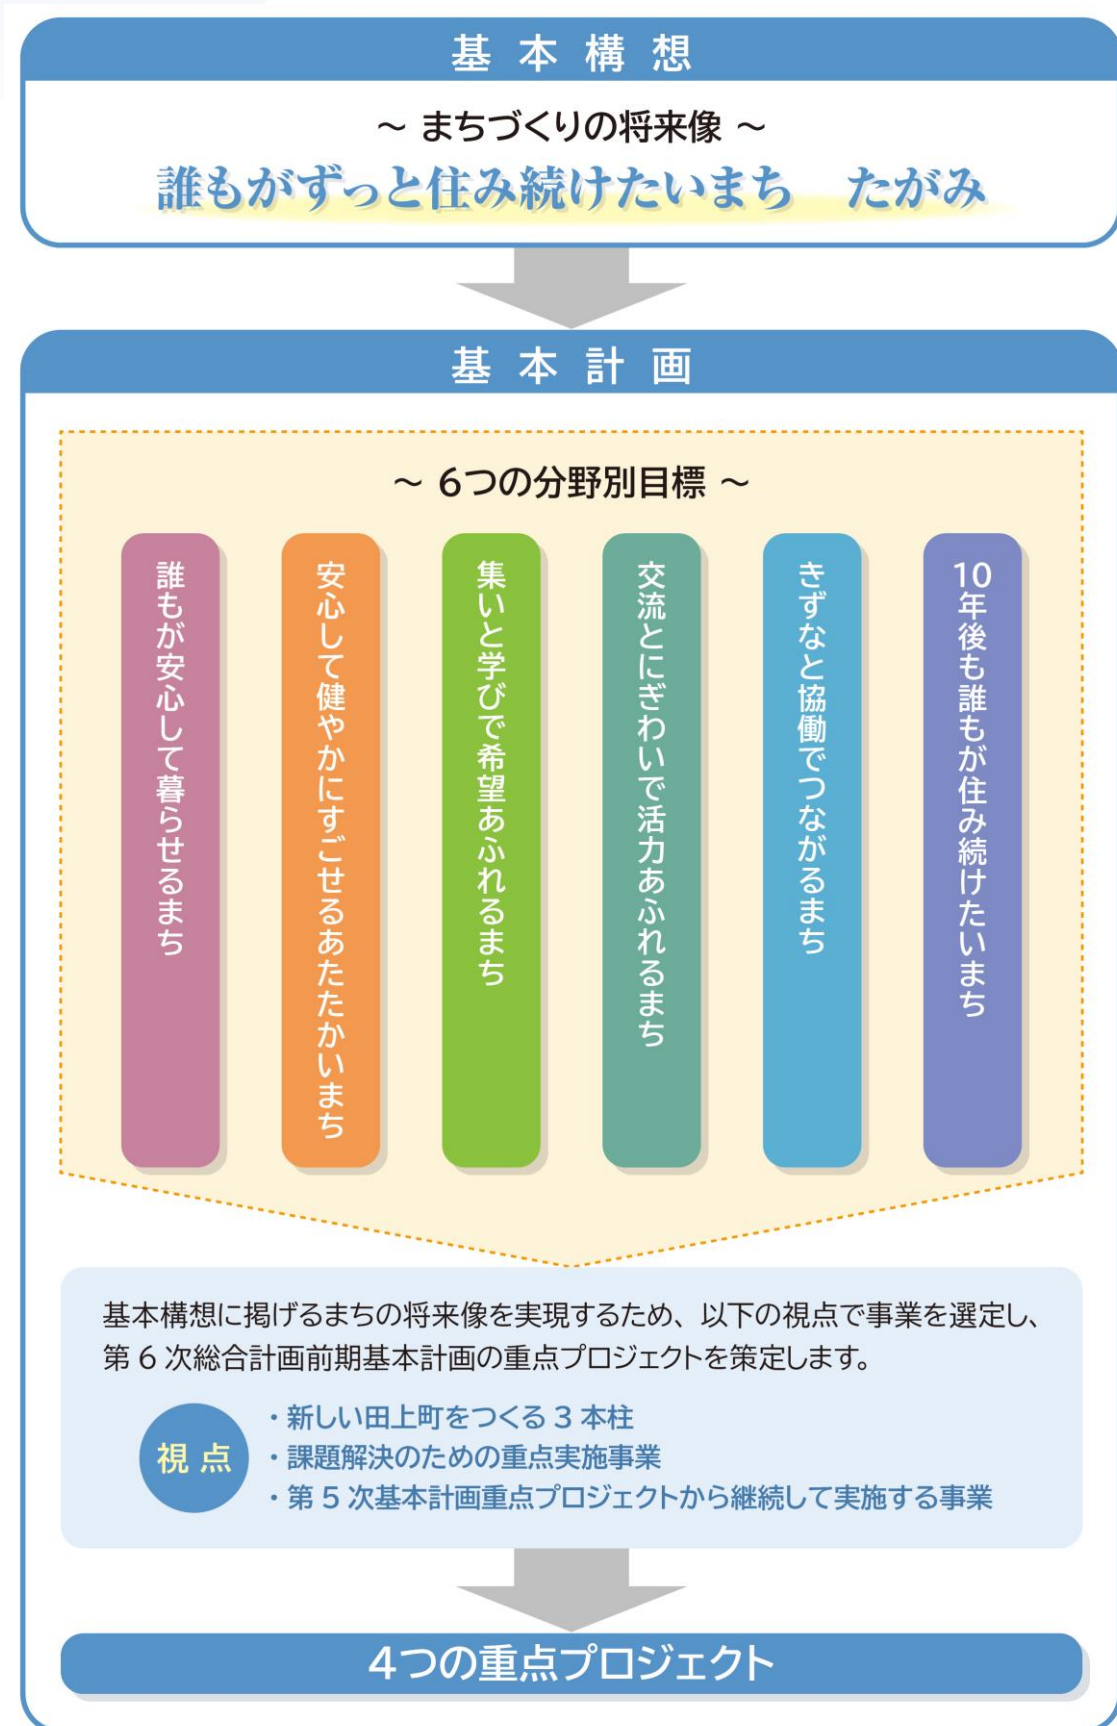 基本構想
～ まちづくりの将来像 ～
誰もがずっと住み続けたいまち　たがみ
基本計画
～ 6つの分野別目標 ～
誰もが安心して暮らせるまち
安心して健やかにすごせるあたたかいまち
集いと学びで希望あふれるまち
交流とにぎわいで活力あふれるまち
きずなと協働でつながるまち
10年後も誰もが住み続けたいまち
基本構想に掲げるまちの将来像を実現するため、以下の視点で事業を選定し、
第 6 次総合計画前期基本計画の重点プロジェクトを策定します。
視点
・新しい田上町をつくる 3 本柱
・課題解決のための重点実施事業
・第 5 次基本計画重点プロジェクトから継続して実施する事業
4つの重点プロジェクト